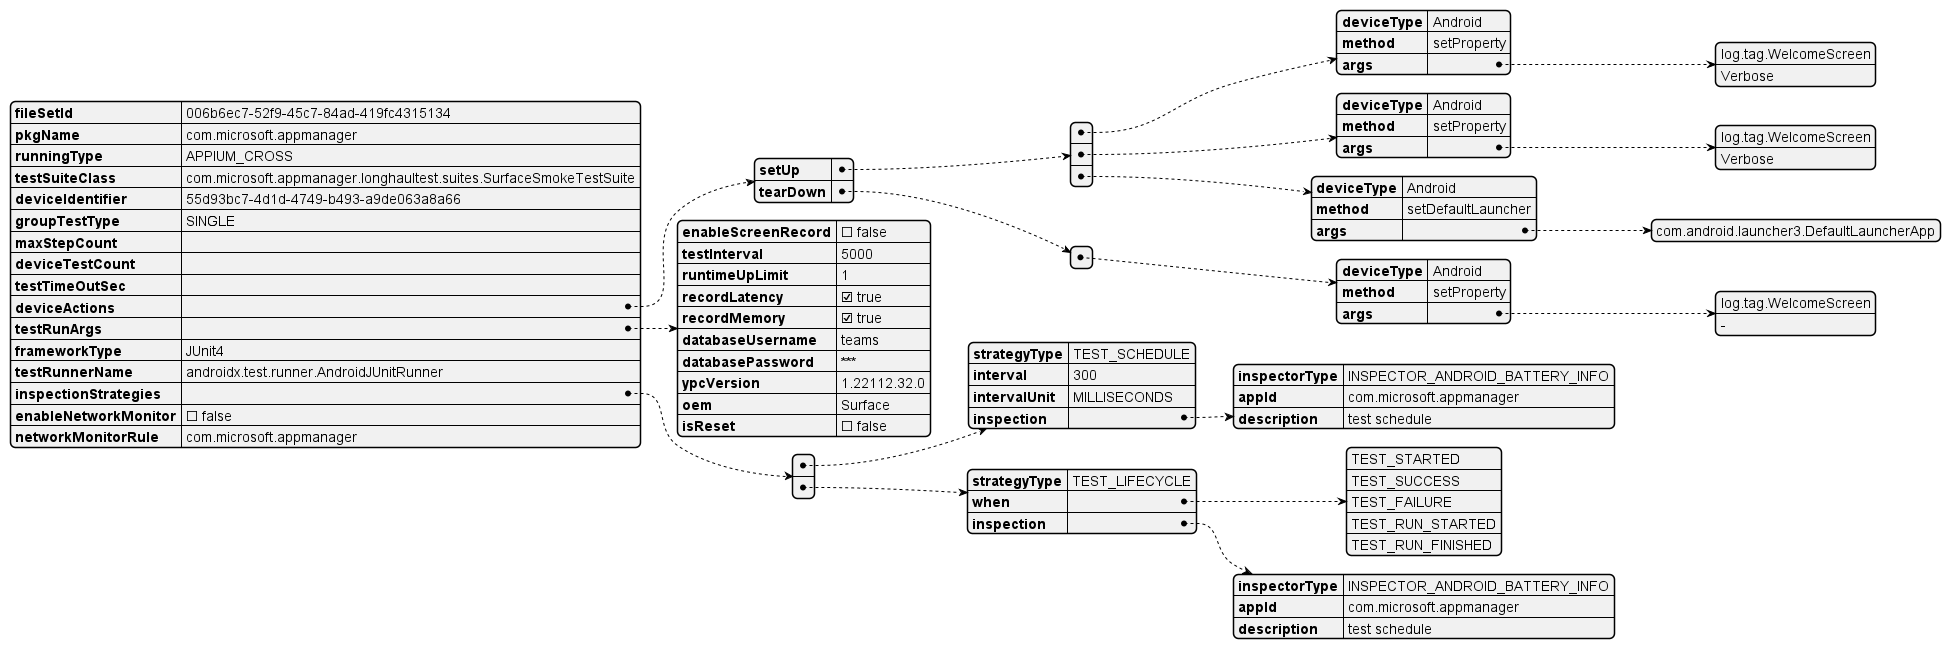 fileSetId 006b6ec7-52f9-45c7-84ad-419fc4315134
pkgName com.microsoft.appmanager
runningType APPIUM_CROSS
testSuiteClass com.microsoft.appmanager.longhaultest.suites.SurfaceSmokeTestSuite
deviceIdentifier 55d93bc7-4d1d-4749-b493-a9de063a8a66
groupTestType SINGLE
maxStepCount
deviceTestCount
testTimeOutSec
deviceActions
testRunArgs
frameworkType JUnit4
testRunnerName androidx.test.runner.AndroidJUnitRunner
inspectionStrategies
enableNetworkMonitor ☐ false
networkMonitorRule com.microsoft.appmanager
setUp
tearDown
deviceType Android
method setProperty
args
log.tag.WelcomeScreen
Verbose
deviceType Android
method setProperty
args
log.tag.WelcomeScreen
Verbose
deviceType Android
method setDefaultLauncher
args
com.android.launcher3.DefaultLauncherApp
deviceType Android
method setProperty
args
log.tag.WelcomeScreen
-
enableScreenRecord ☐ false
testInterval 5000
runtimeUpLimit 1
recordLatency ☑ true
recordMemory ☑ true
databaseUsername teams
databasePassword ***
ypcVersion 1.22112.32.0
oem Surface
isReset ☐ false
strategyType TEST_SCHEDULE
interval 300
intervalUnit MILLISECONDS
inspection
inspectorType INSPECTOR_ANDROID_BATTERY_INFO
appId com.microsoft.appmanager
description test schedule
strategyType TEST_LIFECYCLE
when
inspection
TEST_STARTED
TEST_SUCCESS
TEST_FAILURE
TEST_RUN_STARTED
TEST_RUN_FINISHED
inspectorType INSPECTOR_ANDROID_BATTERY_INFO
appId com.microsoft.appmanager
description test schedule